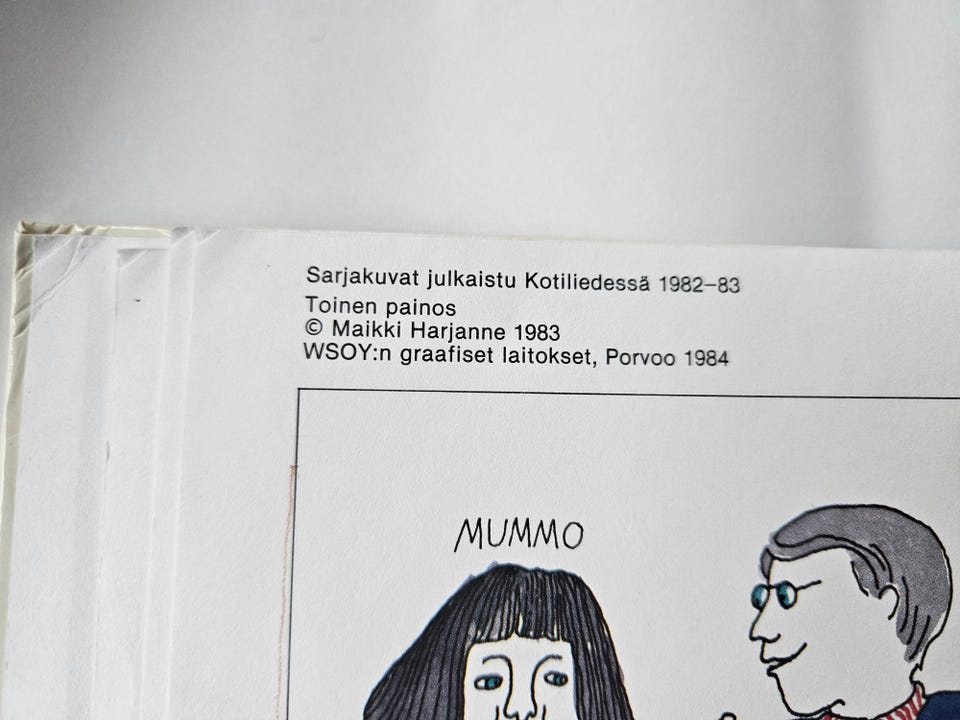 Sarjakuvat julkaistu Kotiliedessä 1982–83
Toinen painos
© Maikki Harjanne 1983
WSOY:n graafiset laitokset, Porvoo 1984
MUMMO